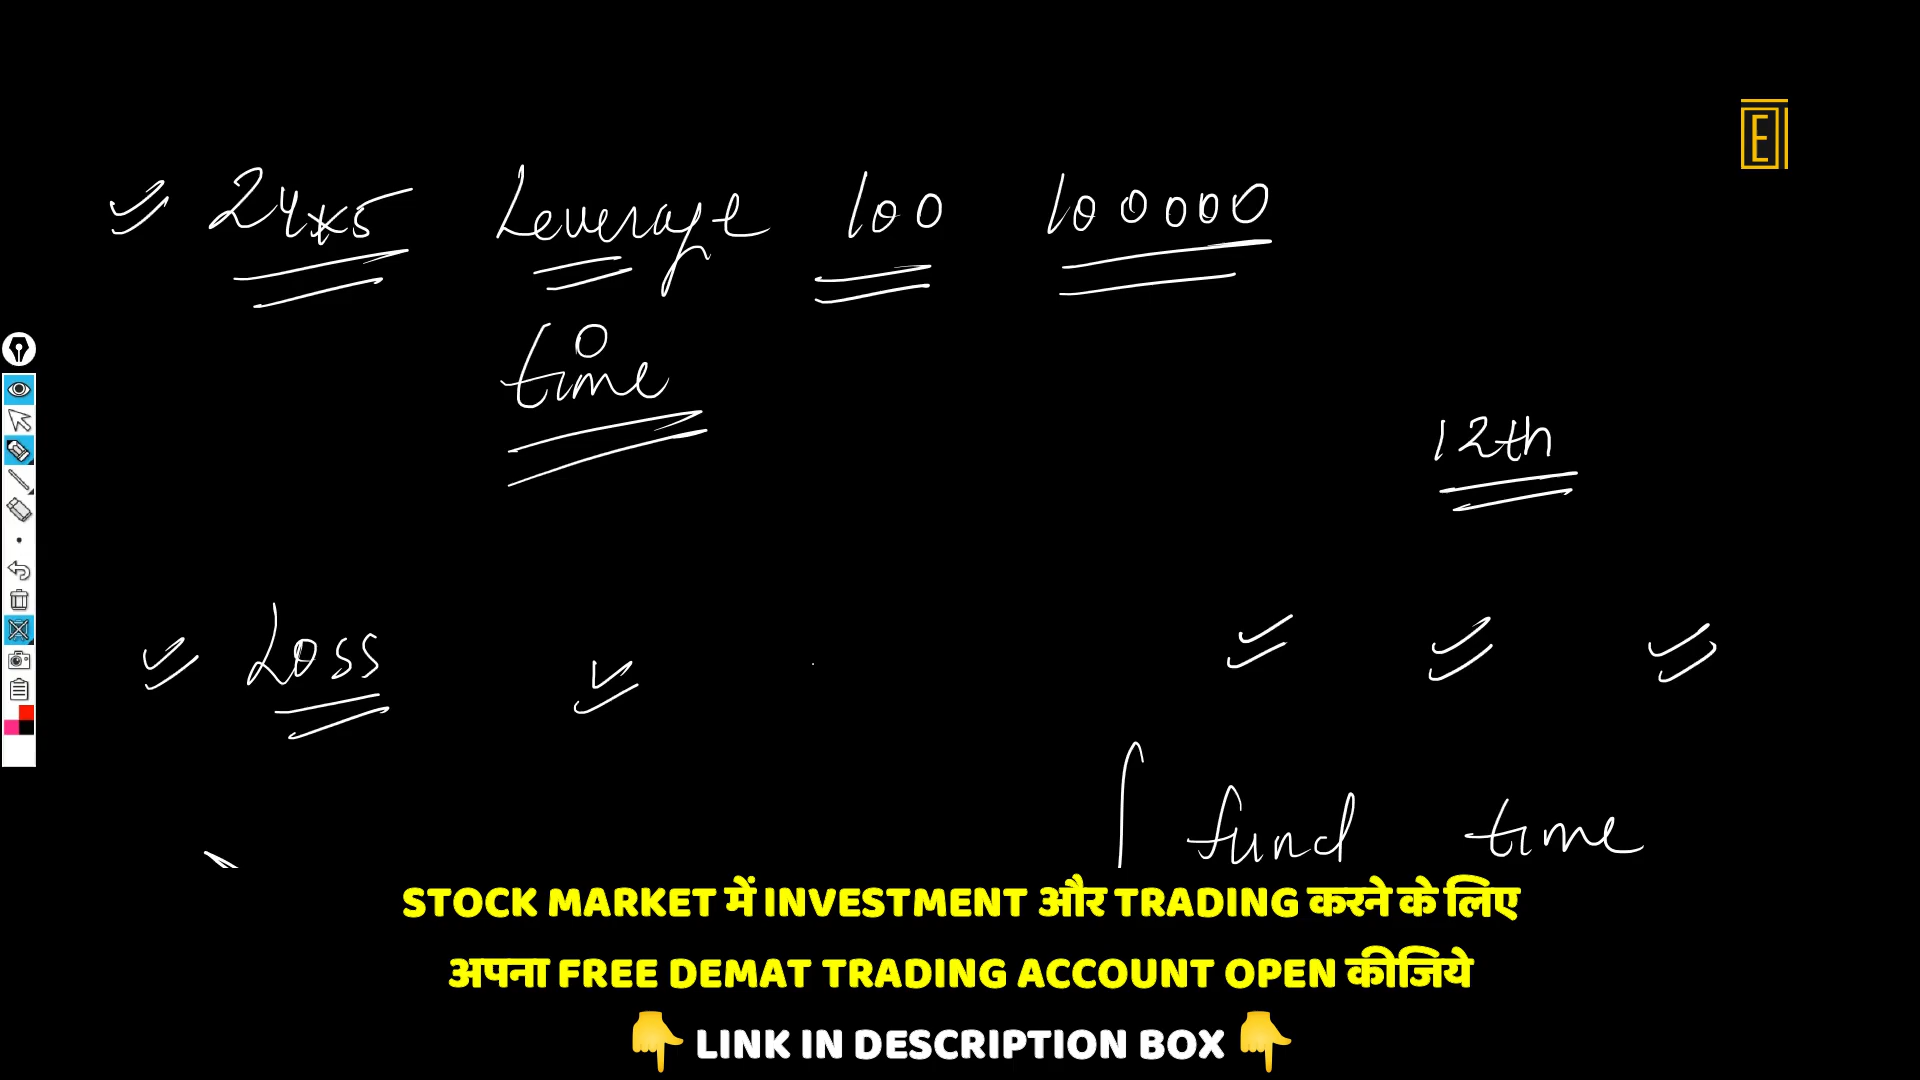 24x5 Leverage 100 100000
time
12th
Loss
fund time
STOCK MARKET में INVESTMENT और TRADING करने के लिए
अपना FREE DEMAT TRADING ACCOUNT OPEN कीजिये
👇 LINK IN DESCRIPTION BOX 👇